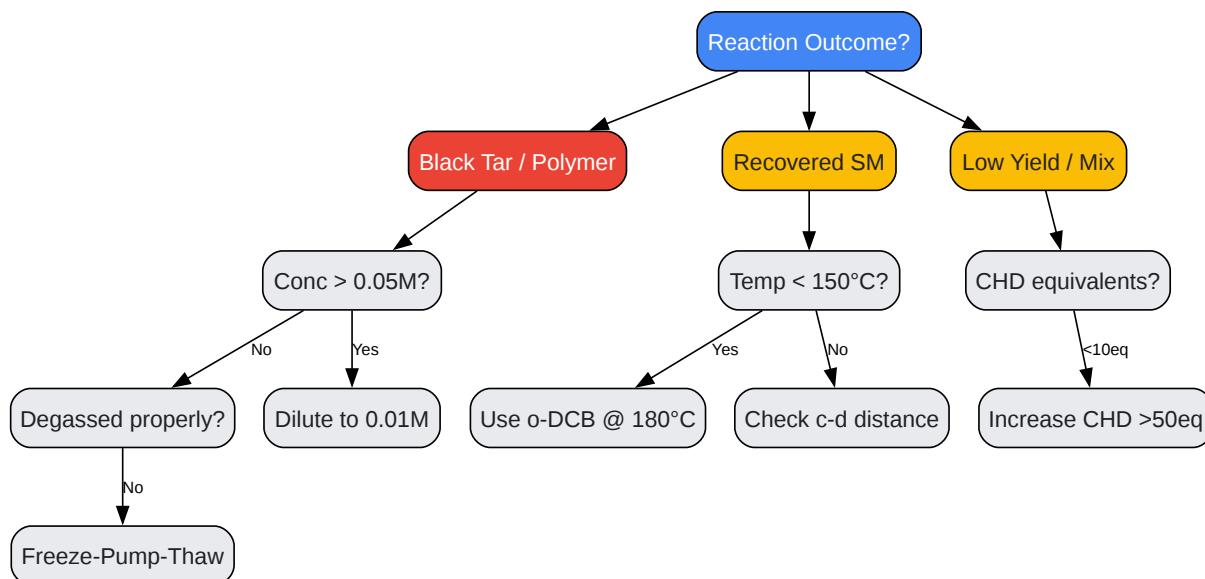 Reaction Outcome?
Black Tar / Polymer
Recovered SM
Low Yield / Mix
Conc > 0.05M?
Temp < 150°C?
CHD equivalents?
No
Yes
Yes
No
<10eq
Degassed properly?
Dilute to 0.01M
Use o-DCB @ 180°C
Check c-d distance
Increase CHD >50eq
No
Freeze-Pump-Thaw